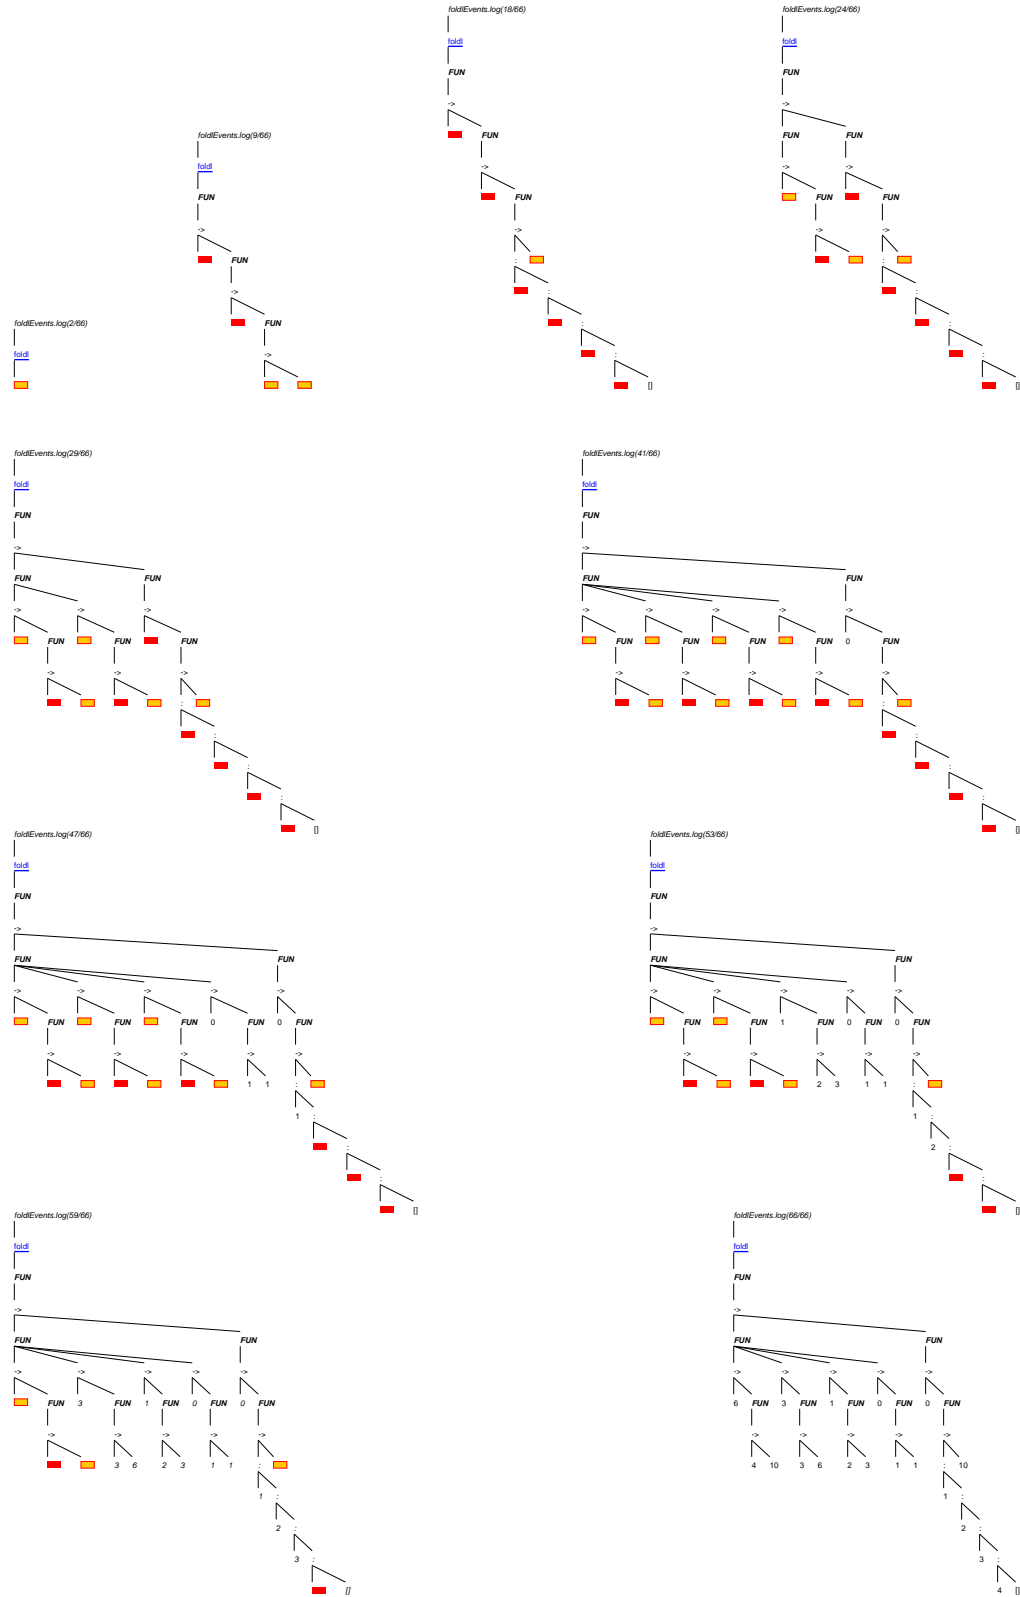 foldlEvents.log(18/66)
foldl
FUN
->
FUN
->
FUN
->
:
:
:
:
[]
foldlEvents.log(24/66)
foldl
FUN
->
FUN FUN
-> ->
FUN FUN
-> ->
:
:
:
:
[]
foldlEvents.log(9/66)
foldl
FUN
->
FUN
->
FUN
->
foldlEvents.log(2/66)
foldl
foldlEvents.log(29/66)
foldl
FUN
->
FUN FUN
-> -> ->
FUN FUN FUN
-> -> ->
:
:
:
:
[]
foldlEvents.log(41/66)
foldl
FUN
->
FUN FUN
-> -> -> -> ->
FUN FUN FUN FUN 0 FUN
-> -> -> -> ->
:
:
:
:
[]
foldlEvents.log(47/66)
foldl
FUN
->
FUN FUN
-> -> -> -> ->
FUN FUN FUN 0 FUN 0 FUN
-> -> -> -> ->
1 1 :
1 :
:
:
[]
foldlEvents.log(53/66)
foldl
FUN
->
FUN FUN
-> -> -> -> ->
FUN FUN 1 FUN 0 FUN 0 FUN
-> -> -> -> ->
2 3 1 1 :
1 :
2 :
:
[]
foldlEvents.log(59/66)
foldl
FUN
->
FUN FUN
-> -> -> -> ->
FUN 3 FUN 1 FUN 0 FUN 0 FUN
-> -> -> -> ->
3 6 2 3 1 1 :
1 :
2 :
3 :
[]
foldlEvents.log(66/66)
foldl
FUN
->
FUN FUN
-> -> -> -> ->
6 FUN 3 FUN 1 FUN 0 FUN 0 FUN
-> -> -> -> ->
4 10 3 6 2 3 1 1 : 10
1 :
2 :
3 :
4 []